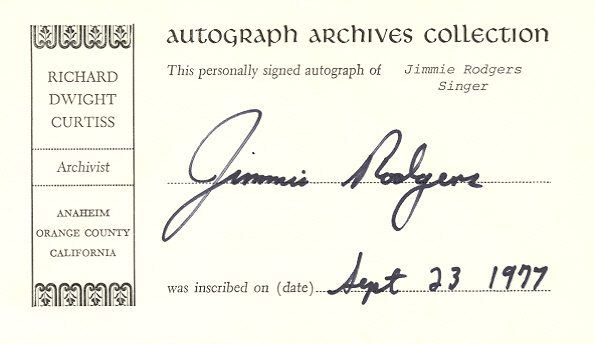 RICHARD
DWIGHT
CURTISS
Archivist
ANAHEIM
ORANGE COUNTY
CALIFORNIA
autograph archives collection
This personally signed autograph of Jimmie Rodgers
Singer
Jimmie Rodgers
was inscribed on (date) Sept 23 1977